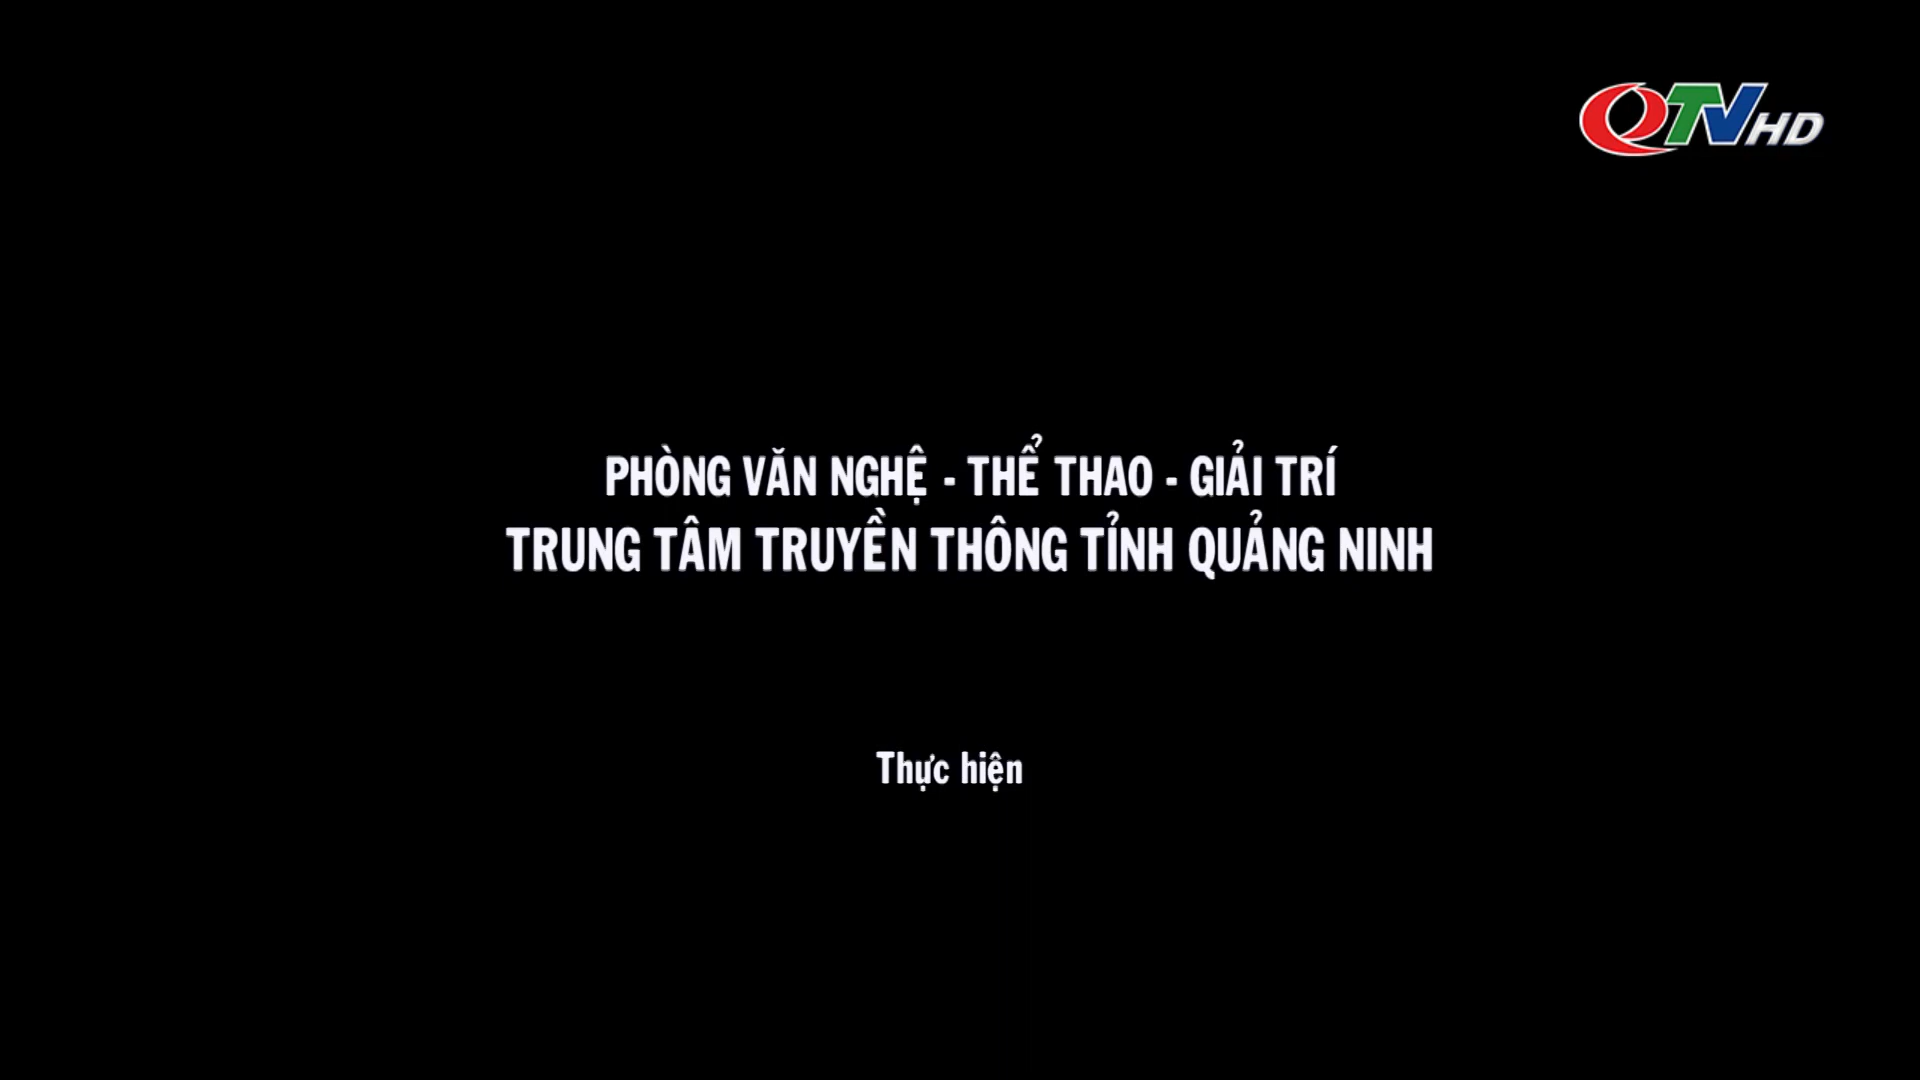 QTV HD
PHÒNG VĂN NGHỆ - THỂ THAO - GIẢI TRÍ
TRUNG TÂM TRUYỀN THÔNG TỈNH QUẢNG NINH
Thực hiện